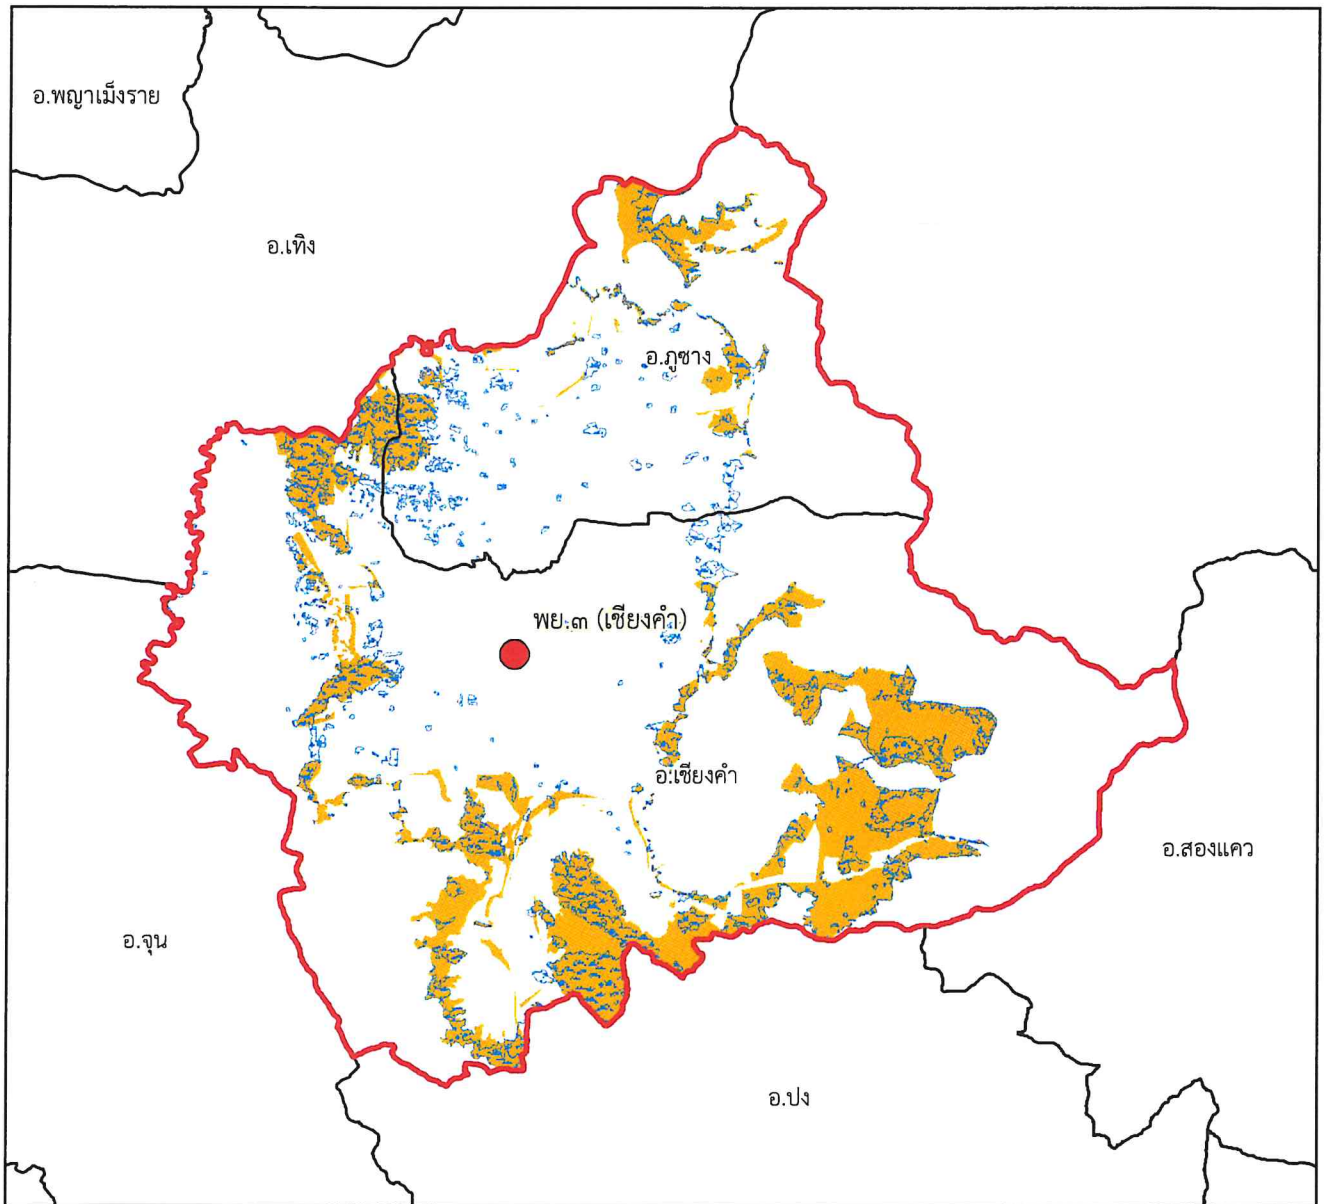 อ.พญาเม็งราย
อ.เทิง
อ.ภูซาง
พย.๓ (เชียงคำ)
อ.เชียงคำ
อ.สองแคว
อ.จุน
อ.ปง